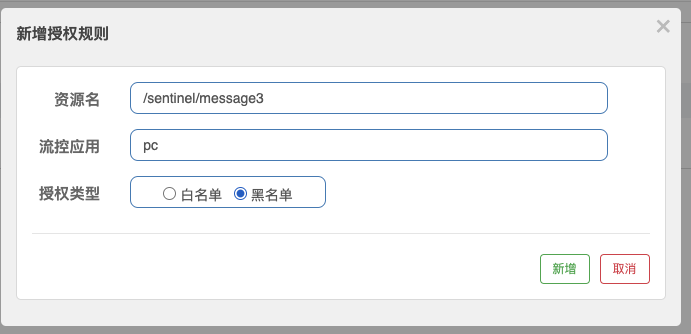 新增授权规则
×
资源名 /sentinel/message3
流控应用 pc
授权类型 白名单 黑名单
新增 取消